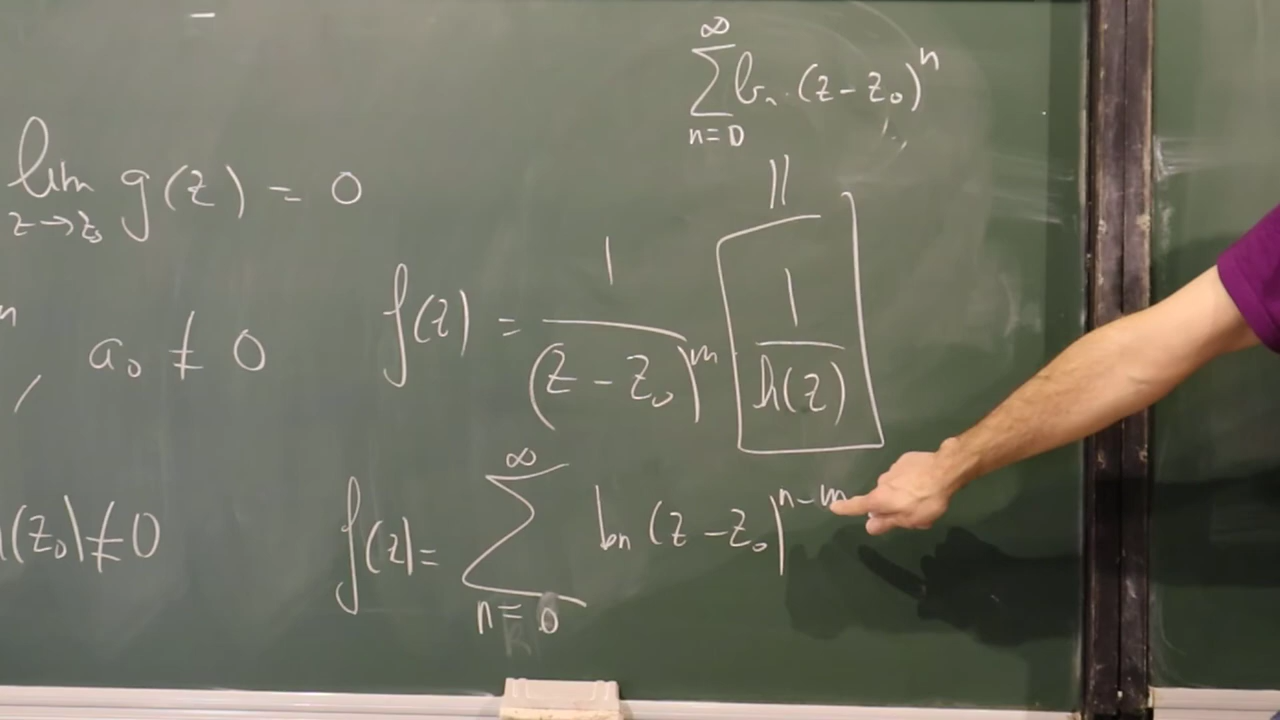 ∞
∑ bₙ · (z − z₀)ⁿ
n=0
||
lim g(z) = 0
z→z₀
f(z) = 1/(z − z₀)ᵐ · 1/h(z)
, a₀ ≠ 0
∞
f(z) = ∑ bₙ (z − z₀)ⁿ⁻ᵐ
n=0
(z₀) ≠ 0